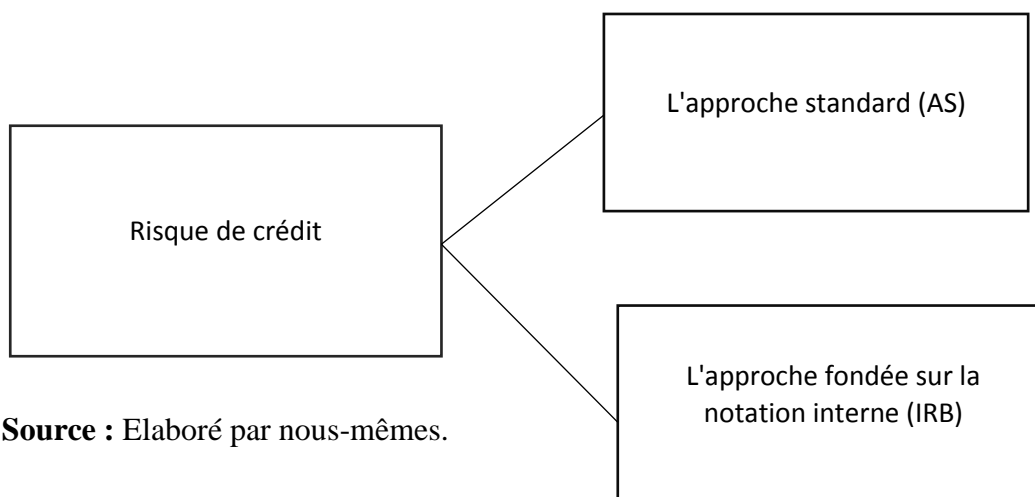 L'approche standard (AS)
Risque de crédit
L'approche fondée sur la
notation interne (IRB)
Source : Elaboré par nous-mêmes.